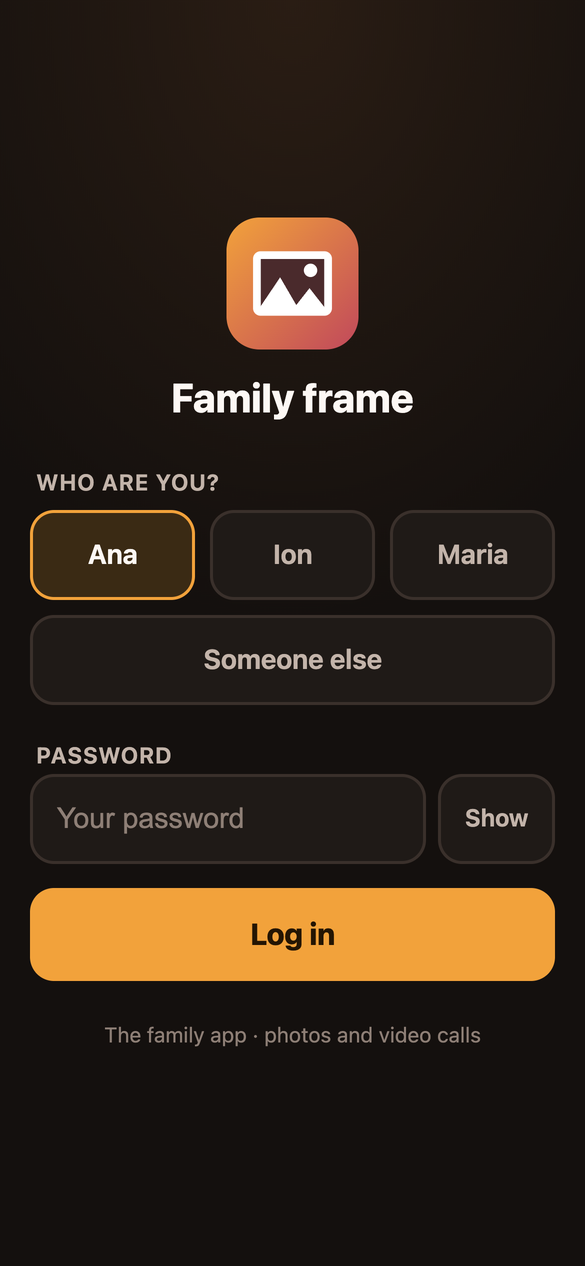 Family frame
WHO ARE YOU?
Ana
Ion
Maria
Someone else
PASSWORD
Your password
Show
Log in
The family app · photos and video calls